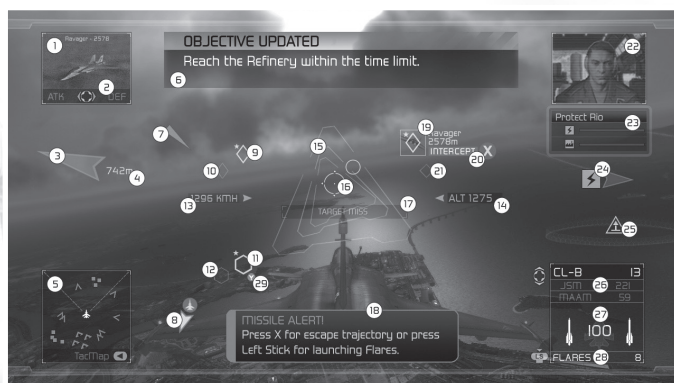 1
Ravager - 2578
2
ATK DEF
OBJECTIVE UPDATED
Reach the Refinery within the time limit.
6
22
Protect Rio
23
3
742m
4
7
9
10
15
16
19
Ravager
2578m
INTERCEPT X
20
21
24
13
1296 KMH
TARGET MISS
17
ALT 1275
14
25
11
12
Y
29
5
TacMap
8
18
MISSILE ALERT!
Press X for escape trajectory or press
Left Stick for launching Flares.
CL-B 13
JSM 26 221
MAAM 59
27
100
LS FLARES 28 8